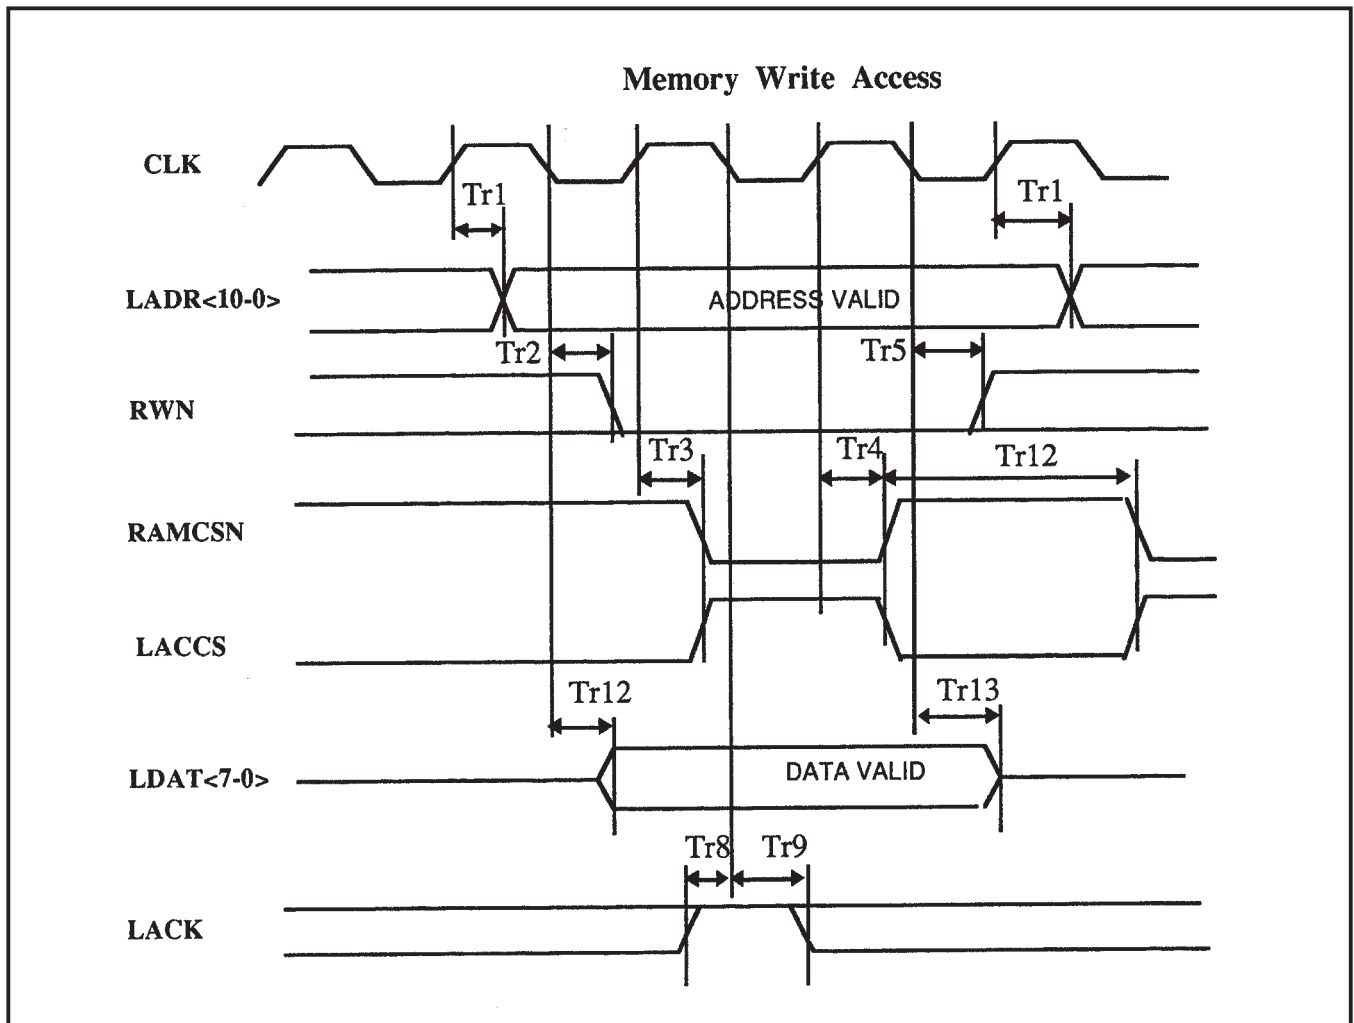 Memory Write Access
CLK
Tr1
Tr1
LADR<10-0>
ADDRESS VALID
Tr2
Tr5
RWN
Tr3
Tr4
Tr12
RAMCSN
LACCS
Tr12
Tr13
LDAT<7-0>
DATA VALID
Tr8
Tr9
LACK